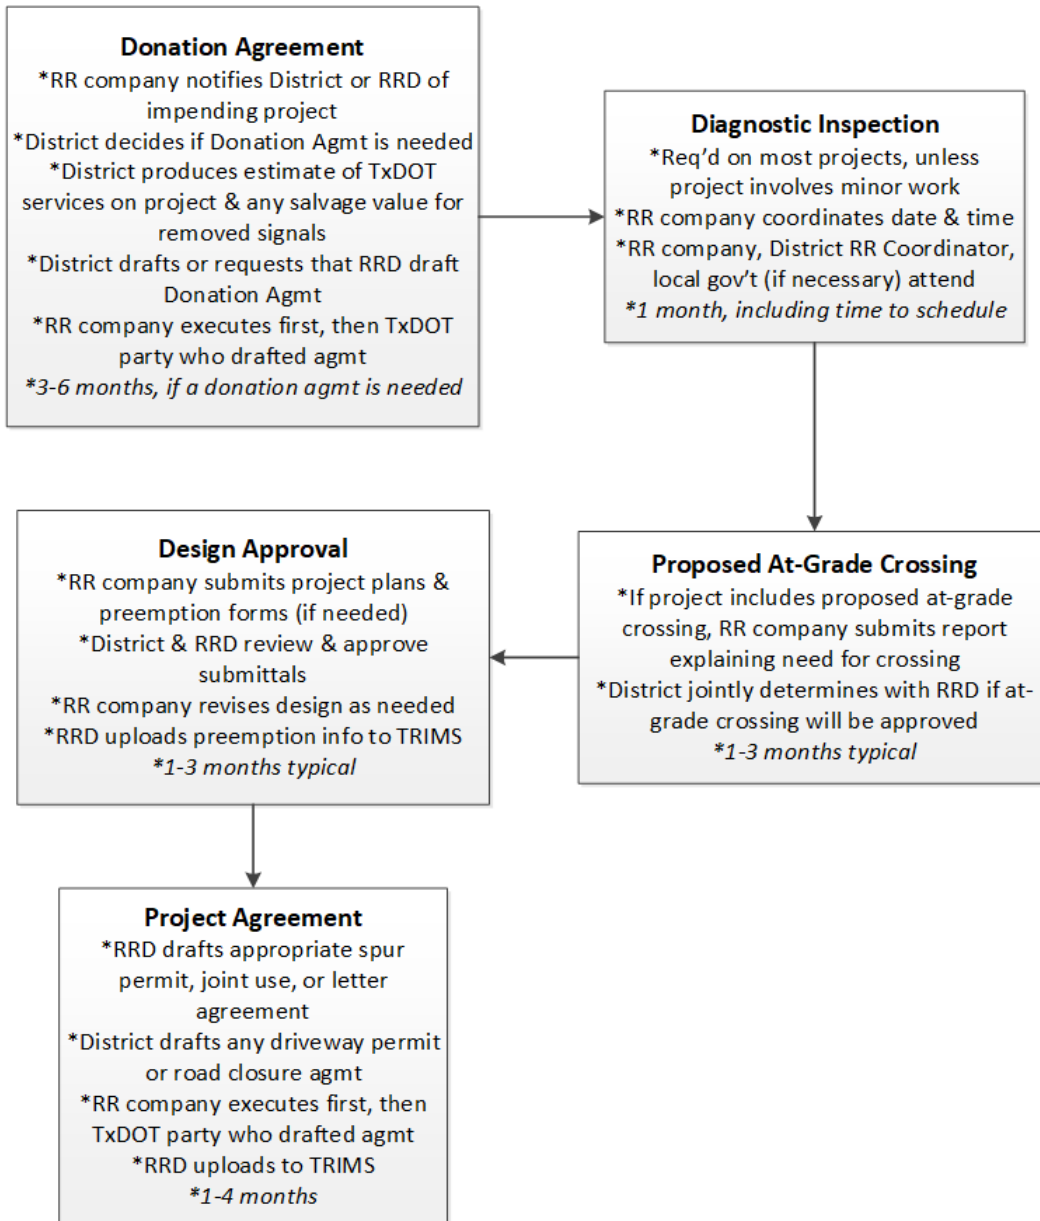 Donation Agreement
*RR company notifies District or RRD of
impending project
*District decides if Donation Agmt is needed
*District produces estimate of TxDOT
services on project & any salvage value for
removed signals
*District drafts or requests that RRD draft
Donation Agmt
*RR company executes first, then TxDOT
party who drafted agmt
*3-6 months, if a donation agmt is needed
Diagnostic Inspection
*Req'd on most projects, unless
project involves minor work
*RR company coordinates date & time
*RR company, District RR Coordinator,
local gov't (if necessary) attend
*1 month, including time to schedule
Proposed At-Grade Crossing
*If project includes proposed at-grade
crossing, RR company submits report
explaining need for crossing
*District jointly determines with RRD if at-
grade crossing will be approved
*1-3 months typical
Design Approval
*RR company submits project plans &
preemption forms (if needed)
*District & RRD review & approve
submittals
*RR company revises design as needed
*RRD uploads preemption info to TRIMS
*1-3 months typical
Project Agreement
*RRD drafts appropriate spur
permit, joint use, or letter
agreement
*District drafts any driveway permit
or road closure agmt
*RR company executes first, then
TxDOT party who drafted agmt
*RRD uploads to TRIMS
*1-4 months